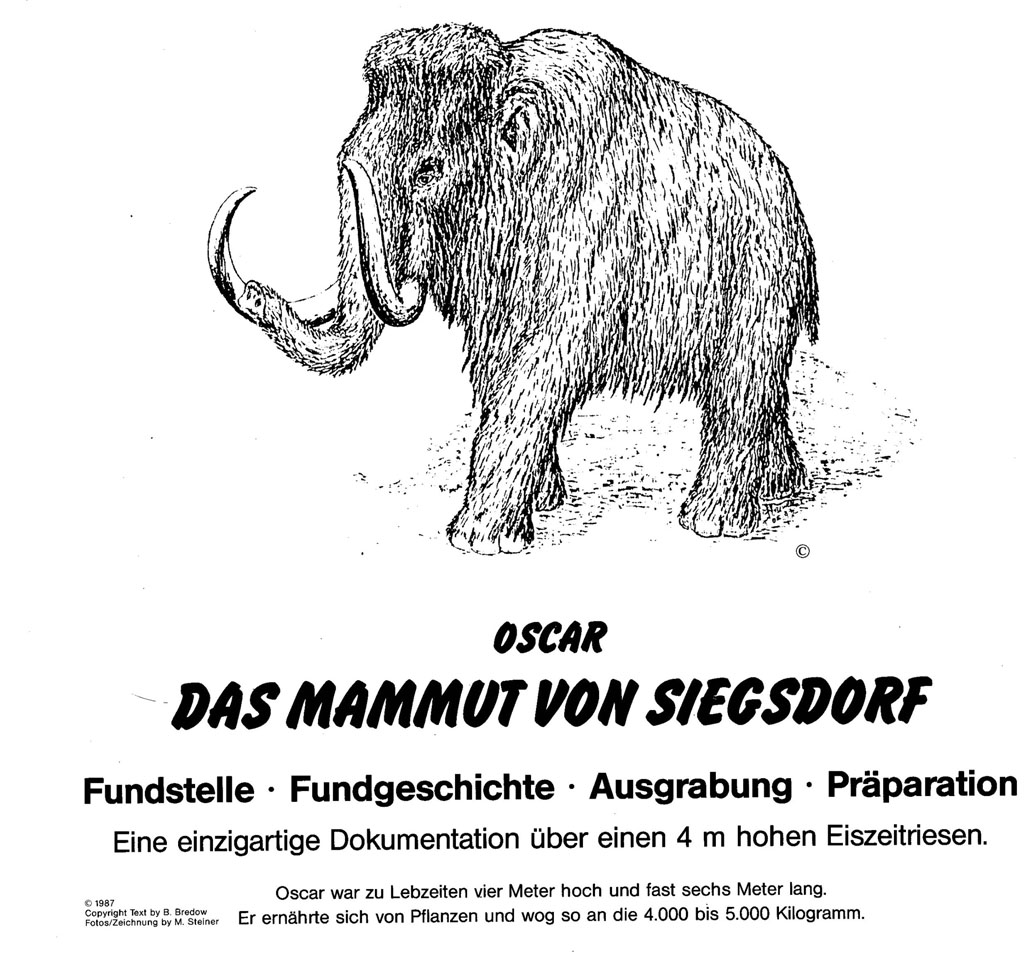 ©
OSCAR
DAS MAMMUT VON SIEGSDORF
Fundstelle · Fundgeschichte · Ausgrabung · Präparation
Eine einzigartige Dokumentation über einen 4 m hohen Eiszeitriesen.
Oscar war zu Lebzeiten vier Meter hoch und fast sechs Meter lang.
Er ernährte sich von Pflanzen und wog so an die 4.000 bis 5.000 Kilogramm.
© 1987
Copyright Text by B. Bredow
Fotos/Zeichnung by M. Steiner